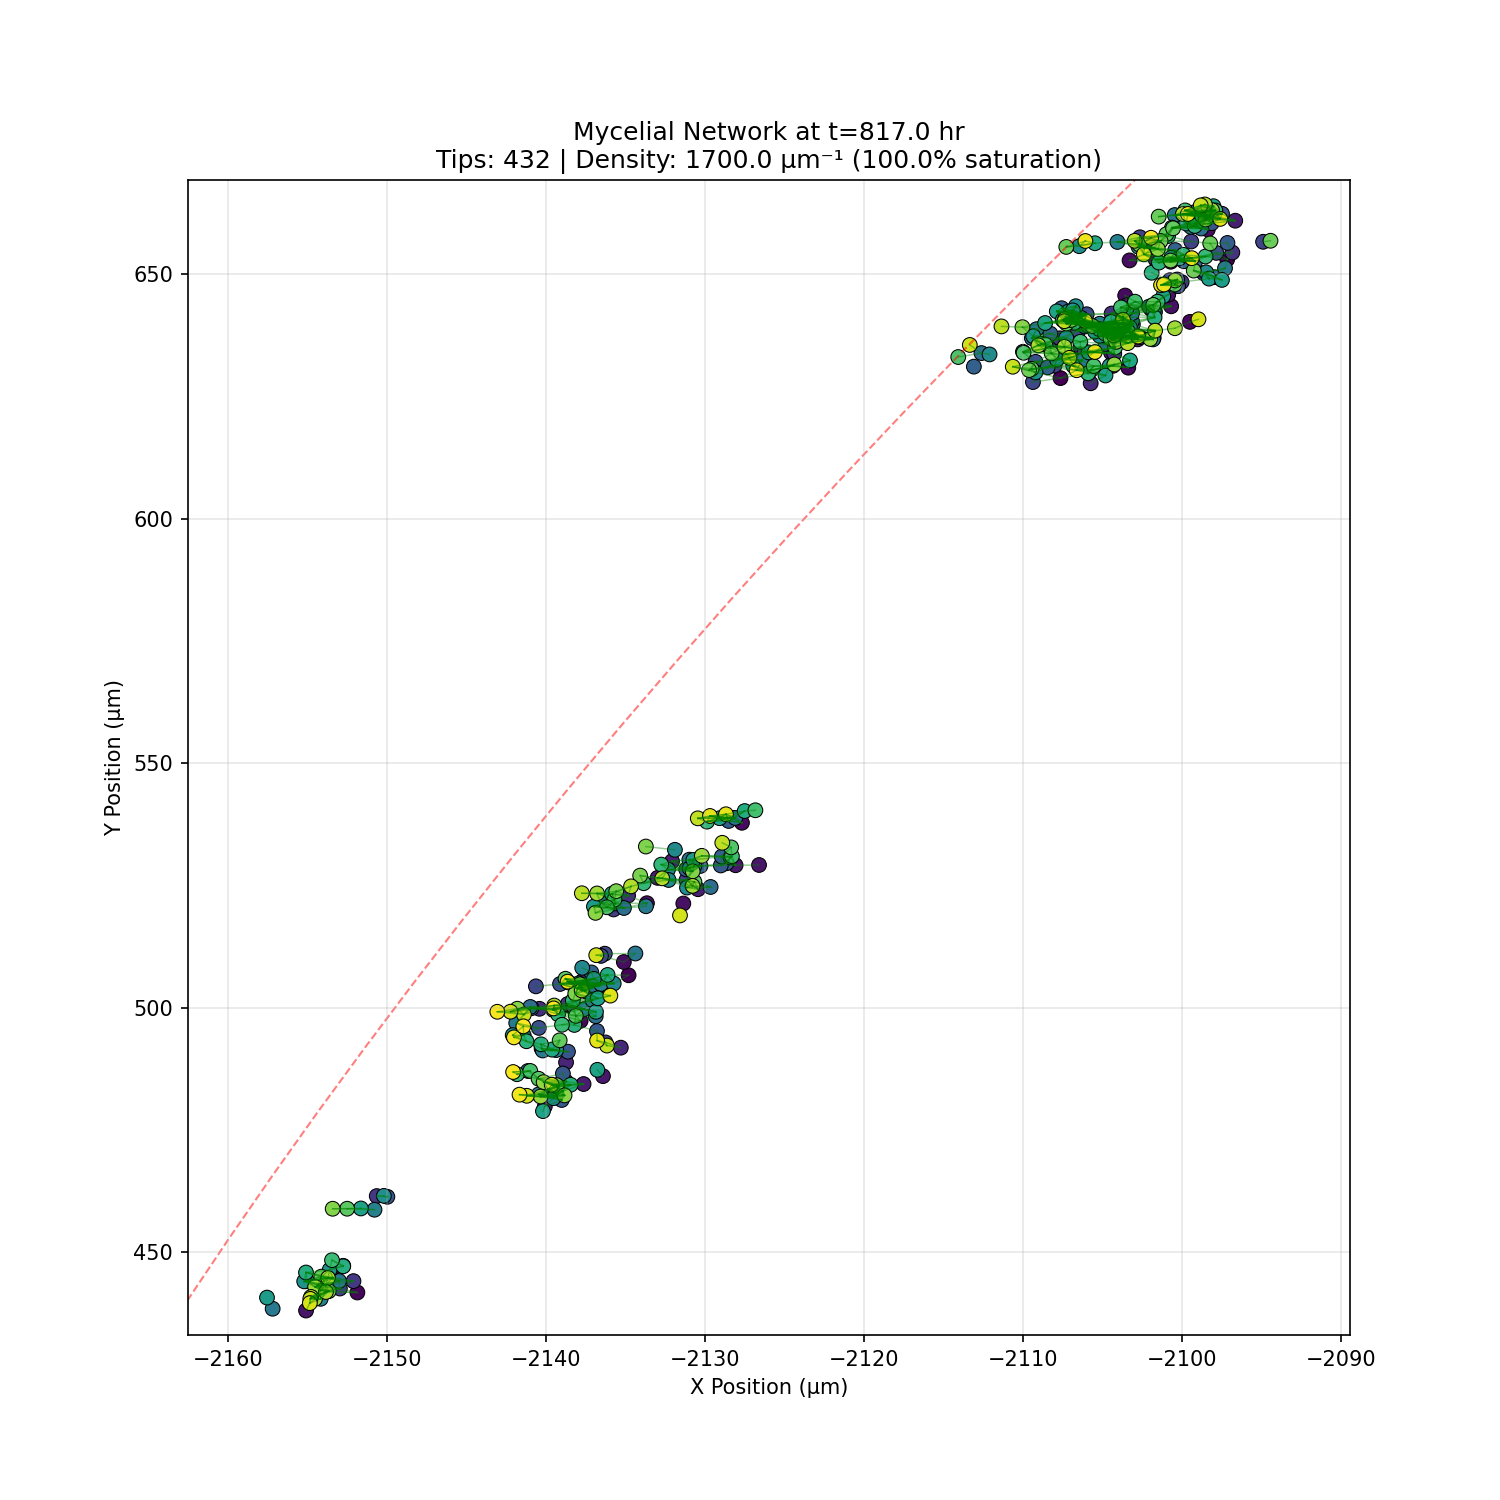 Mycelial Network at t=817.0 hr
Tips: 432 | Density: 1700.0 μm⁻¹ (100.0% saturation)
Y Position (μm)
650
600
550
500
450
−2160 −2150 −2140 −2130 −2120 −2110 −2100 −2090
X Position (μm)